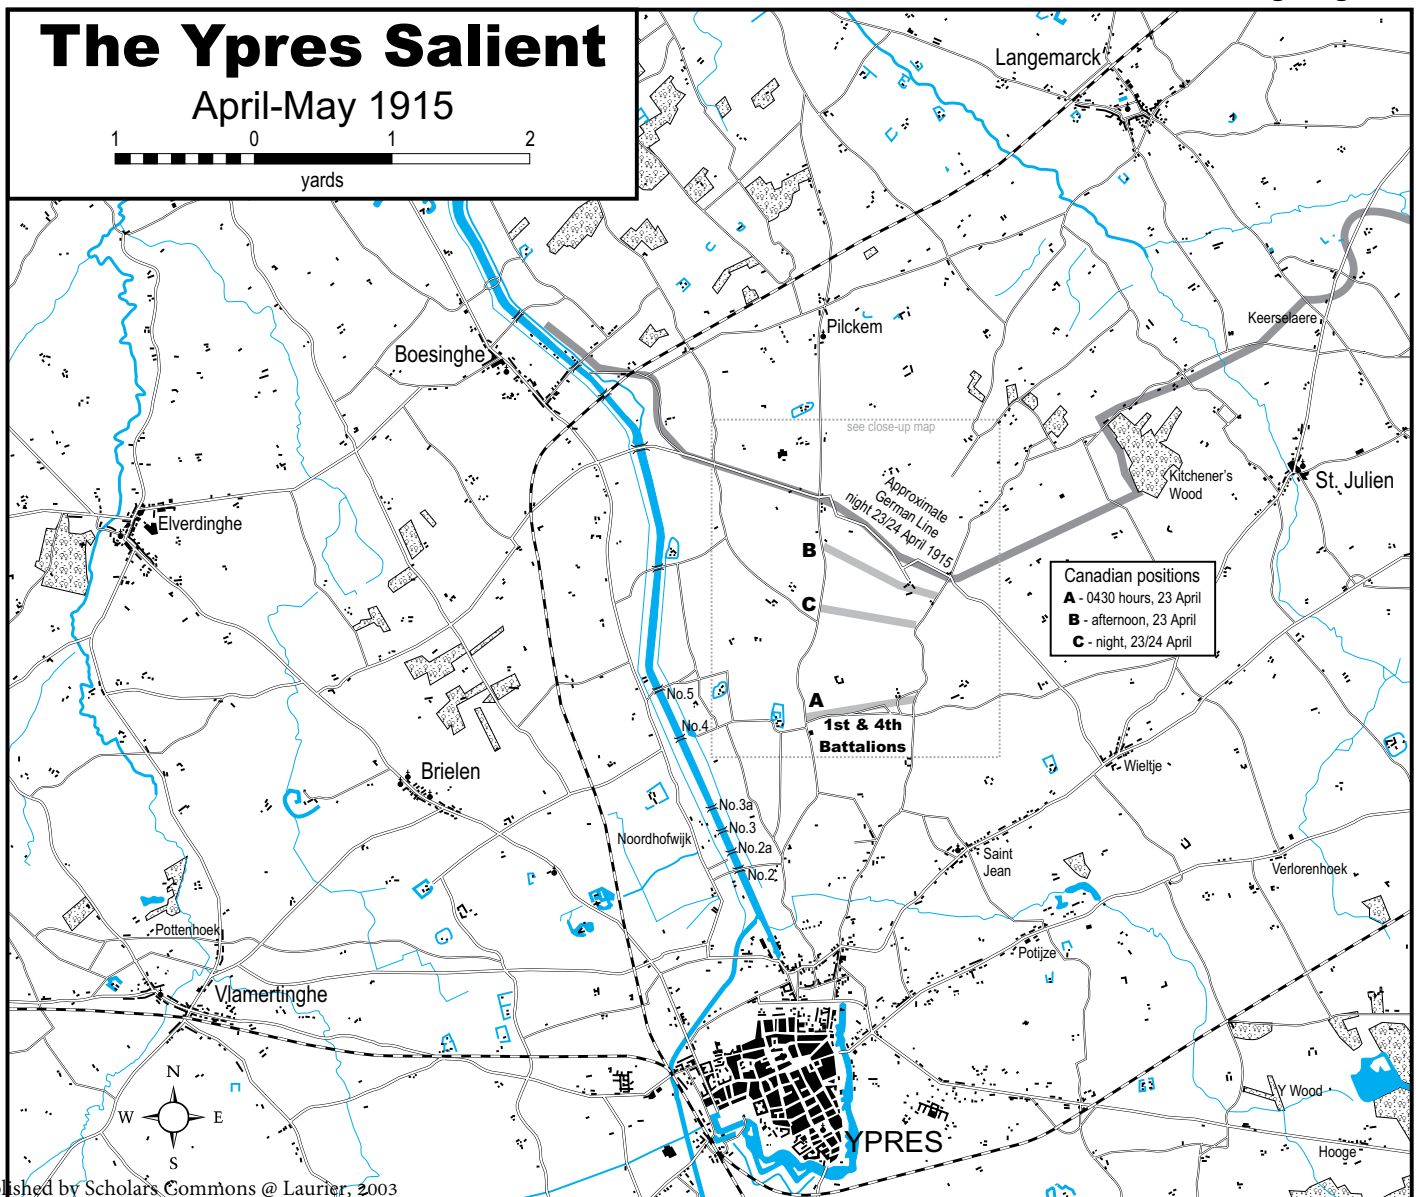 The Ypres Salient
April-May 1915
1 0 1 2
yards
Langemarck
Pilckem
Keerselaere
Boesinghe
see close-up map
Kitchener's
Wood
St. Julien
Approximate
German Line
night 23/24 April 1915
Elverdinghe
B
C
Canadian positions
A - 0430 hours, 23 April
B - afternoon, 23 April
C - night, 23/24 April
No.5
A
No.4
1st & 4th
Battalions
Wieltje
Brielen
No.3a
No.3
Noordhofwijk
No.2a
No.2
Saint
Jean
Verlorenhoek
Pottenhoek
Potijze
Vlamertinghe
N
W E
S
Y Wood
YPRES
Hooge
lished by Scholars Commons @ Laurier, 2003